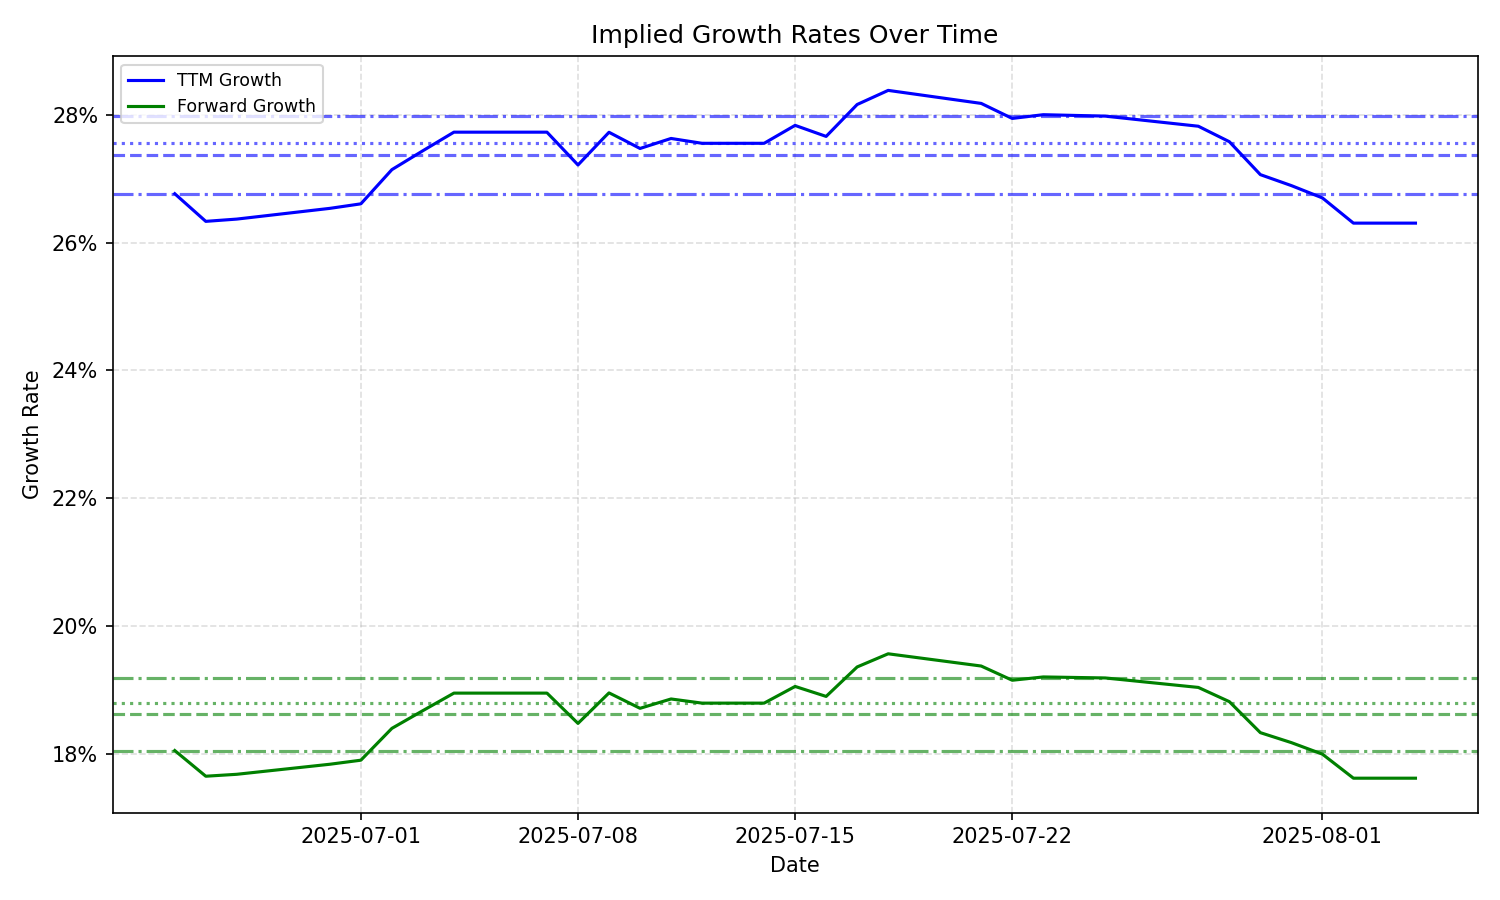 Implied Growth Rates Over Time
TTM Growth
Forward Growth
28%
26%
24%
22%
20%
18%
Growth Rate
2025-07-01
2025-07-08
2025-07-15
2025-07-22
2025-08-01
Date